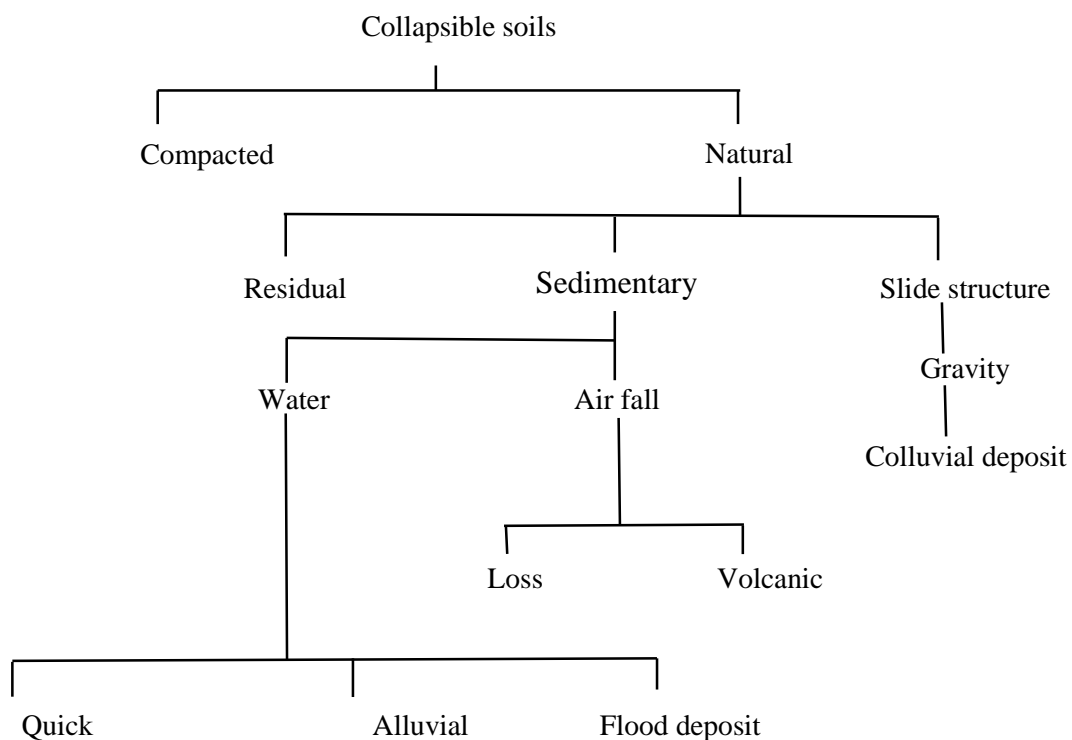 Collapsible soils
Compacted
Natural
Residual
Sedimentary
Slide structure
Gravity
Water
Air fall
Colluvial deposit
Loss
Volcanic
Quick
Alluvial
Flood deposit